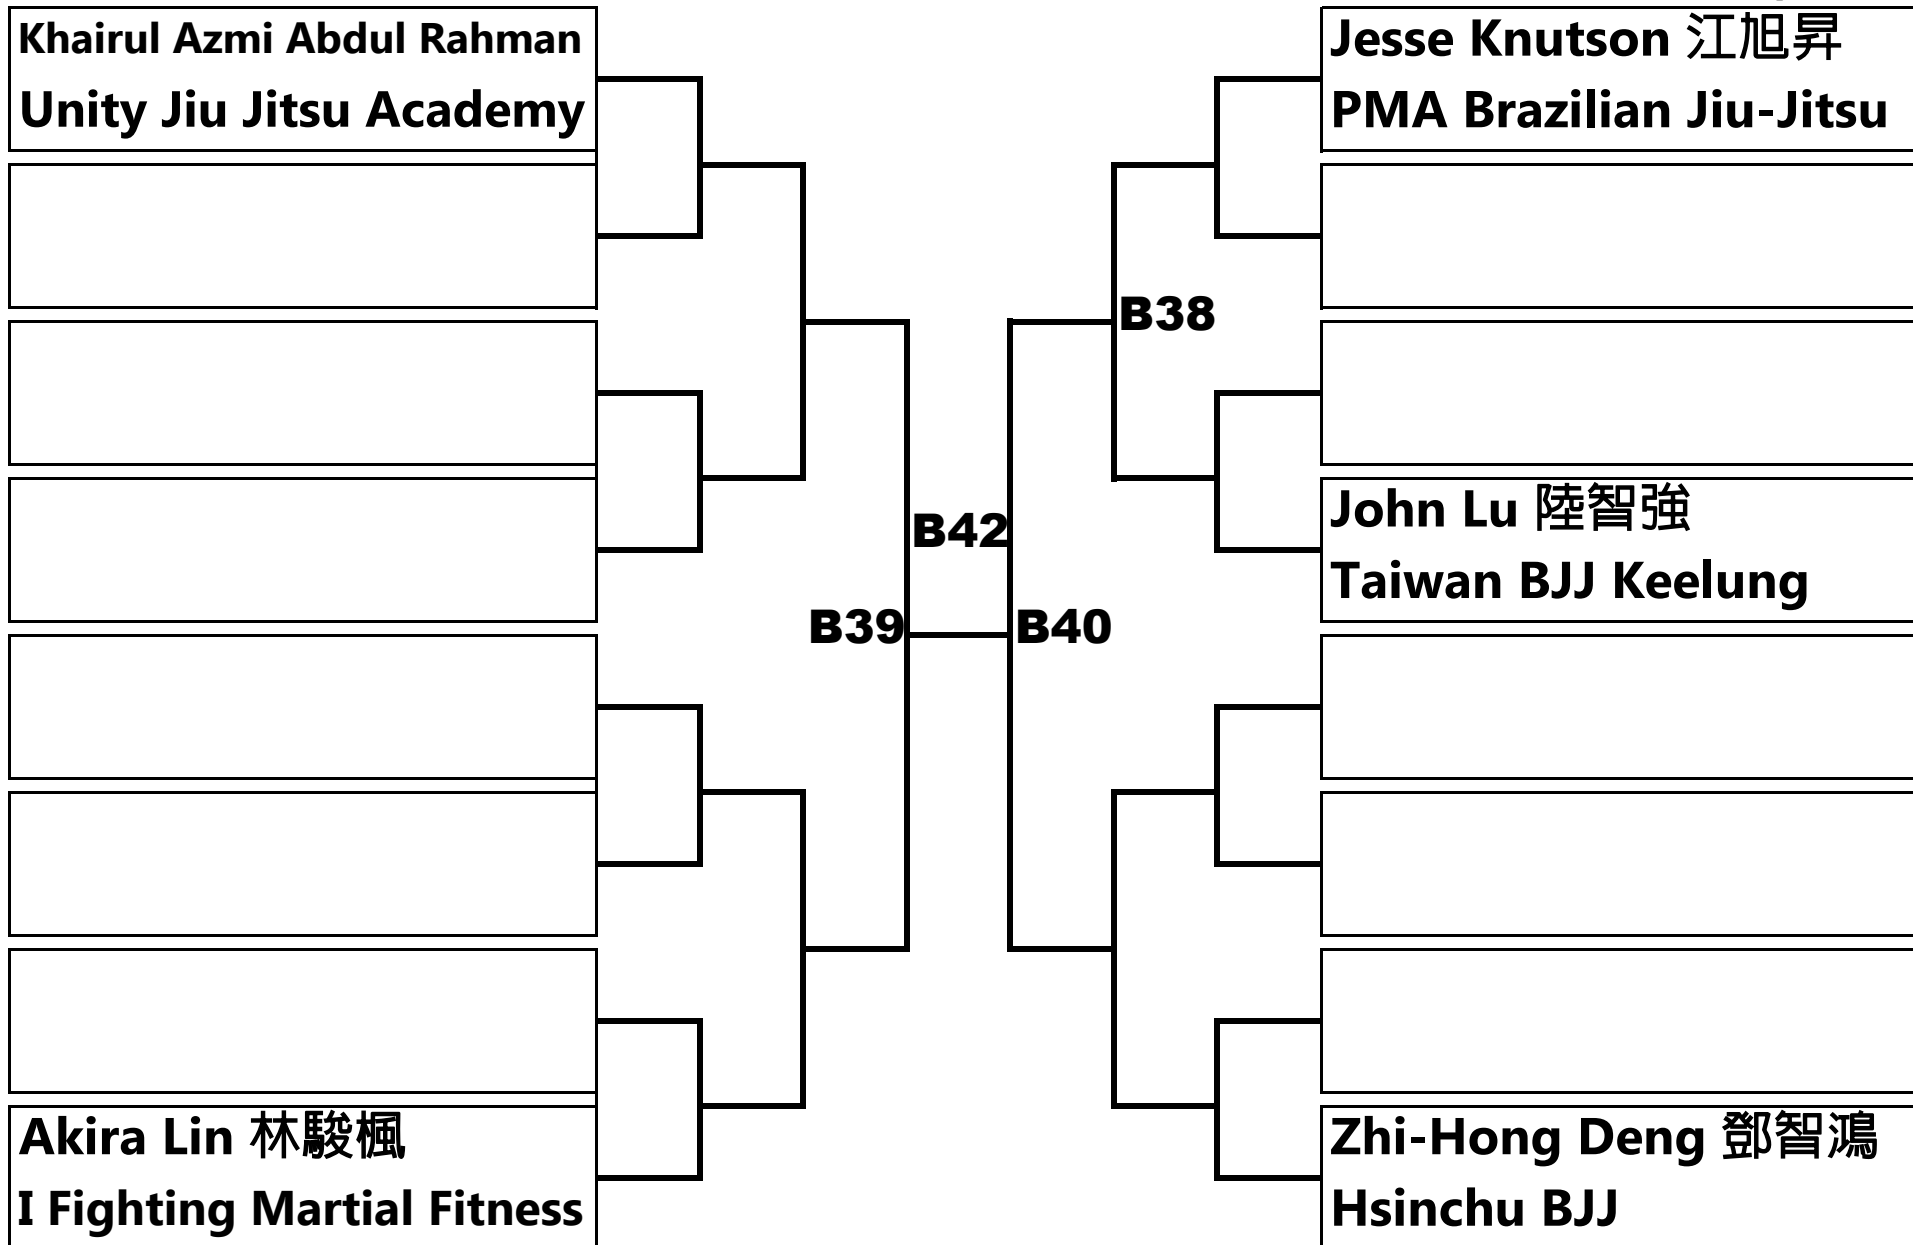 Khairul Azmi Abdul Rahman
Unity Jiu Jitsu Academy
Akira Lin 林駿楓
I Fighting Martial Fitness
B39
B42
B40
B38
Jesse Knutson 江旭昇
PMA Brazilian Jiu-Jitsu
John Lu 陸智強
Taiwan BJJ Keelung
Zhi-Hong Deng 鄧智鴻
Hsinchu BJJ